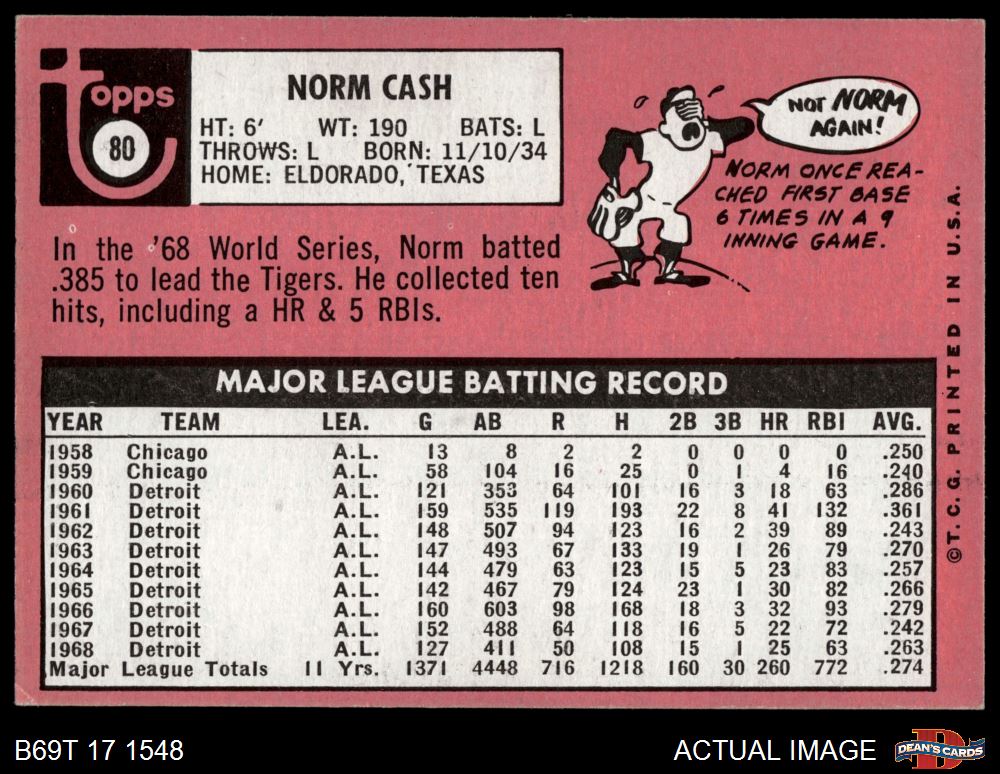 Topps
80
NORM CASH
HT: 6' WT: 190 BATS: L
THROWS: L BORN: 11/10/34
HOME: ELDORADO, TEXAS
NOT NORM
AGAIN!
NORM ONCE REA-
CHED FIRST BASE
6 TIMES IN A 9
INNING GAME.
In the '68 World Series, Norm batted
.385 to lead the Tigers. He collected ten
hits, including a HR & 5 RBIs.
MAJOR LEAGUE BATTING RECORD
YEAR TEAM LEA. G AB R H 2B 3B HR RBI AVG.
1958 Chicago A.L. 13 8 2 2 0 0 0 0 .250
1959 Chicago A.L. 58 104 16 25 0 1 4 16 .240
1960 Detroit A.L. 121 353 64 101 16 3 18 63 .286
1961 Detroit A.L. 159 535 119 193 22 8 41 132 .361
1962 Detroit A.L. 148 507 94 123 16 2 39 89 .243
1963 Detroit A.L. 147 493 67 133 19 1 26 79 .270
1964 Detroit A.L. 144 479 63 123 15 5 23 83 .257
1965 Detroit A.L. 142 467 79 124 23 1 30 82 .266
1966 Detroit A.L. 160 603 98 168 18 3 32 93 .279
1967 Detroit A.L. 152 488 64 118 16 5 22 72 .242
1968 Detroit A.L. 127 411 50 108 15 1 25 63 .263
Major League Totals 11 Yrs. 1371 4448 716 1218 160 30 260 772 .274
©T. C. G. PRINTED IN U.S.A.
B69T 17 1548
ACTUAL IMAGE
D
DEAN'S CARDS